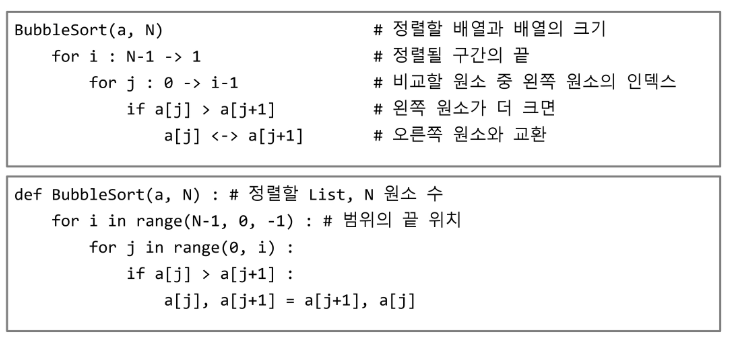 BubbleSort(a, N) # 정렬할 배열과 배열의 크기
    for i : N-1 -> 1 # 정렬될 구간의 끝
        for j : 0 -> i-1 # 비교할 원소 중 왼쪽 원소의 인덱스
            if a[j] > a[j+1] # 왼쪽 원소가 더 크면
                a[j] <-> a[j+1] # 오른쪽 원소와 교환
def BubbleSort(a, N) : # 정렬할 List, N 원소 수
    for i in range(N-1, 0, -1) : # 범위의 끝 위치
        for j in range(0, i) :
            if a[j] > a[j+1] :
                a[j], a[j+1] = a[j+1], a[j]